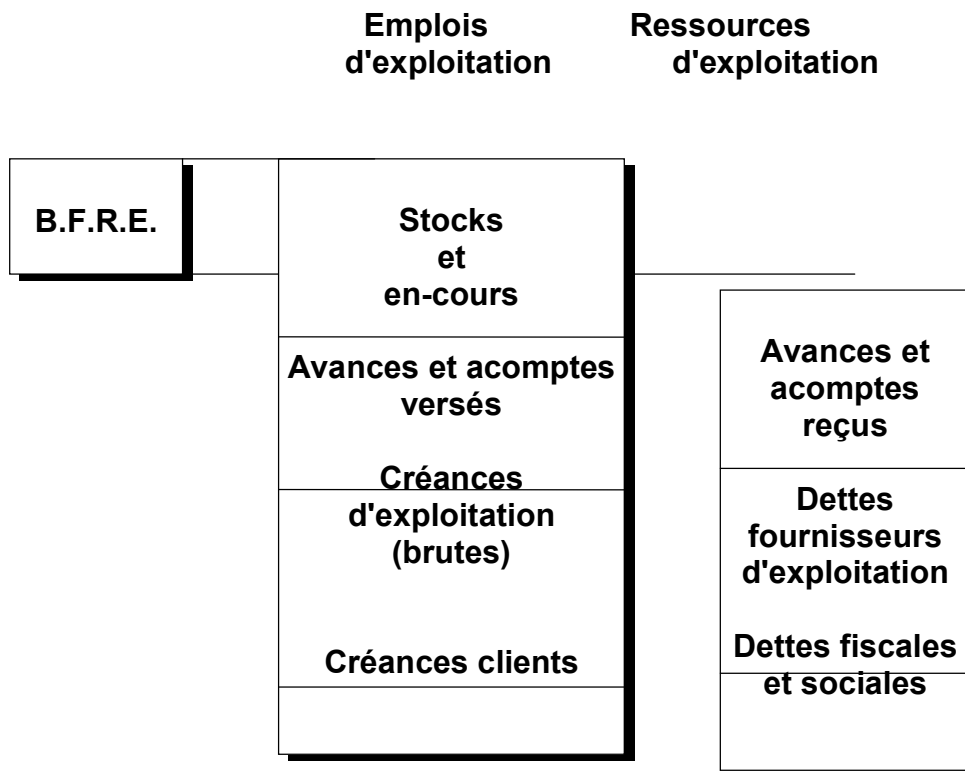 Emplois
d'exploitation
Ressources
d'exploitation
B.F.R.E.
Stocks
et
en-cours
Avances et acomptes
versés
Créances
d'exploitation
(brutes)
Créances clients
Avances et
acomptes
reçus
Dettes
fournisseurs
d'exploitation
Dettes fiscales
et sociales